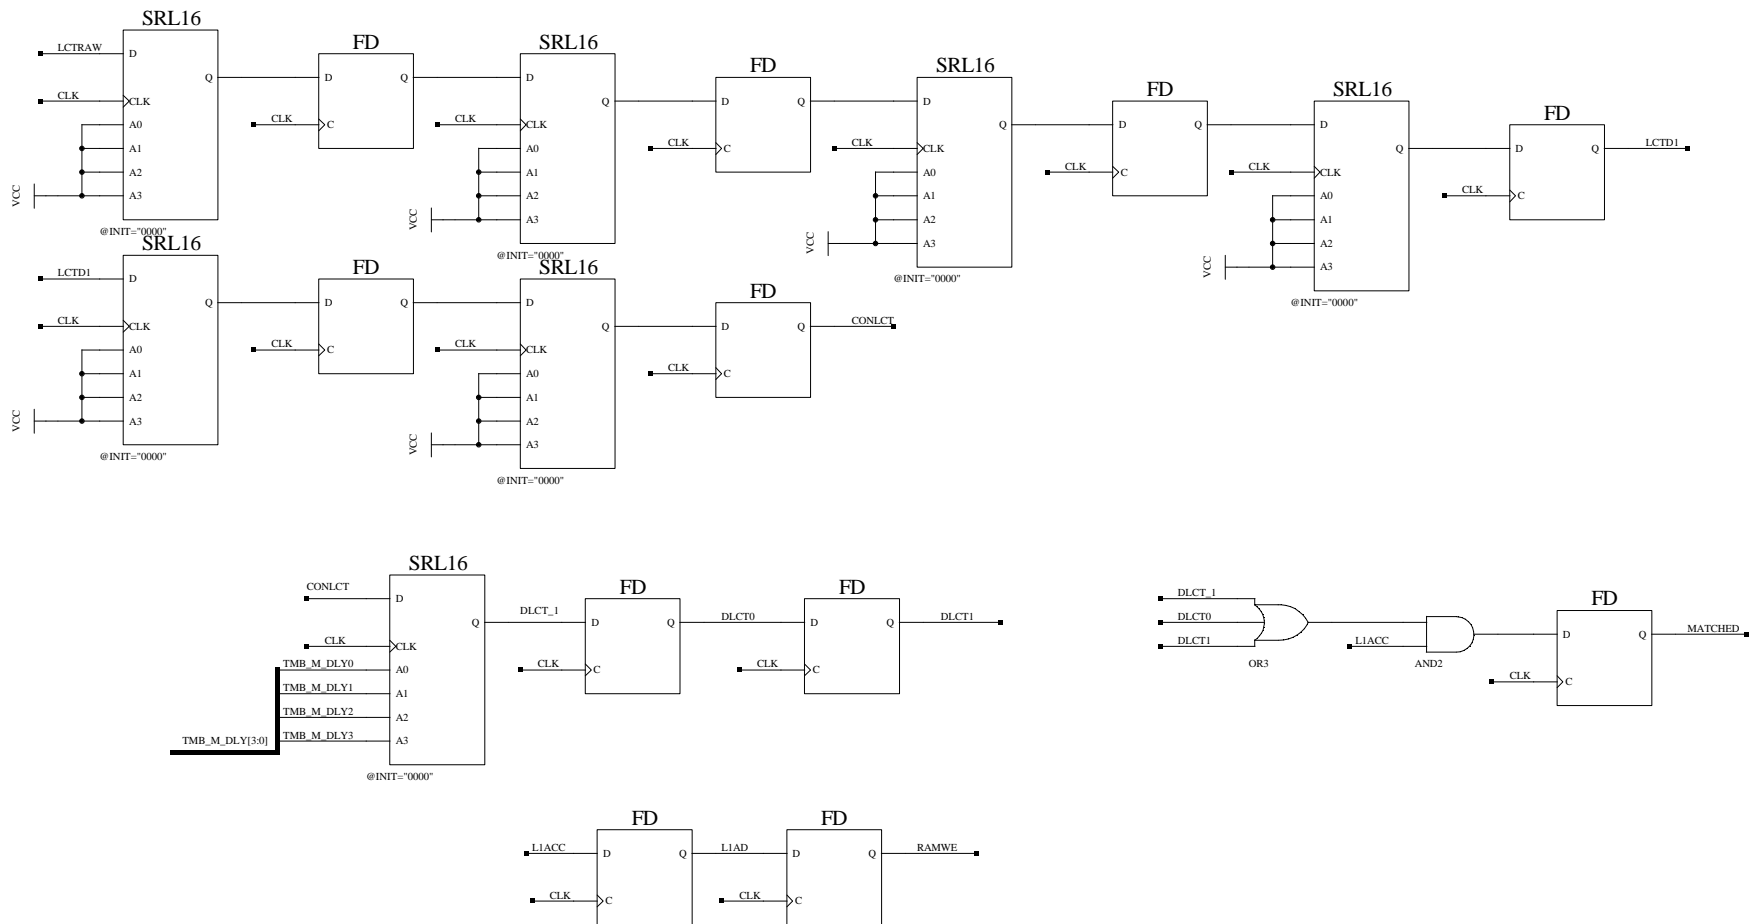 SRL16
FD
SRL16
FD
SRL16
FD
SRL16
FD
LCTRAW D Q D Q D Q D Q D Q D Q D Q D Q LCTD1
CLK CLK CLK C CLK CLK CLK C CLK CLK CLK C CLK CLK CLK C
A0 A0 A0 A0
A1 A1 A1 A1
A2 A2 A2 A2
VCC A3 VCC A3 VCC A3 VCC A3
@INIT="0000" @INIT="0000" @INIT="0000" @INIT="0000"
SRL16
FD
SRL16
FD
LCTD1 D Q D Q D Q D Q CONLCT
CLK CLK CLK C CLK CLK CLK C
A0 A0
A1 A1
A2 A2
VCC A3 VCC A3
@INIT="0000" @INIT="0000"
SRL16
FD
FD
CONLCT D Q DLCT_1 D Q DLCT0 D Q DLCT1
CLK CLK CLK C CLK C
TMB_M_DLY0 A0
TMB_M_DLY1 A1
TMB_M_DLY2 A2
TMB_M_DLY3 A3
TMB_M_DLY[3:0]
@INIT="0000"
FD
DLCT_1
DLCT0
DLCT1
OR3
L1ACC
AND2
D Q MATCHED
CLK C
FD
FD
L1ACC D Q L1AD D Q RAMWE
CLK C CLK C